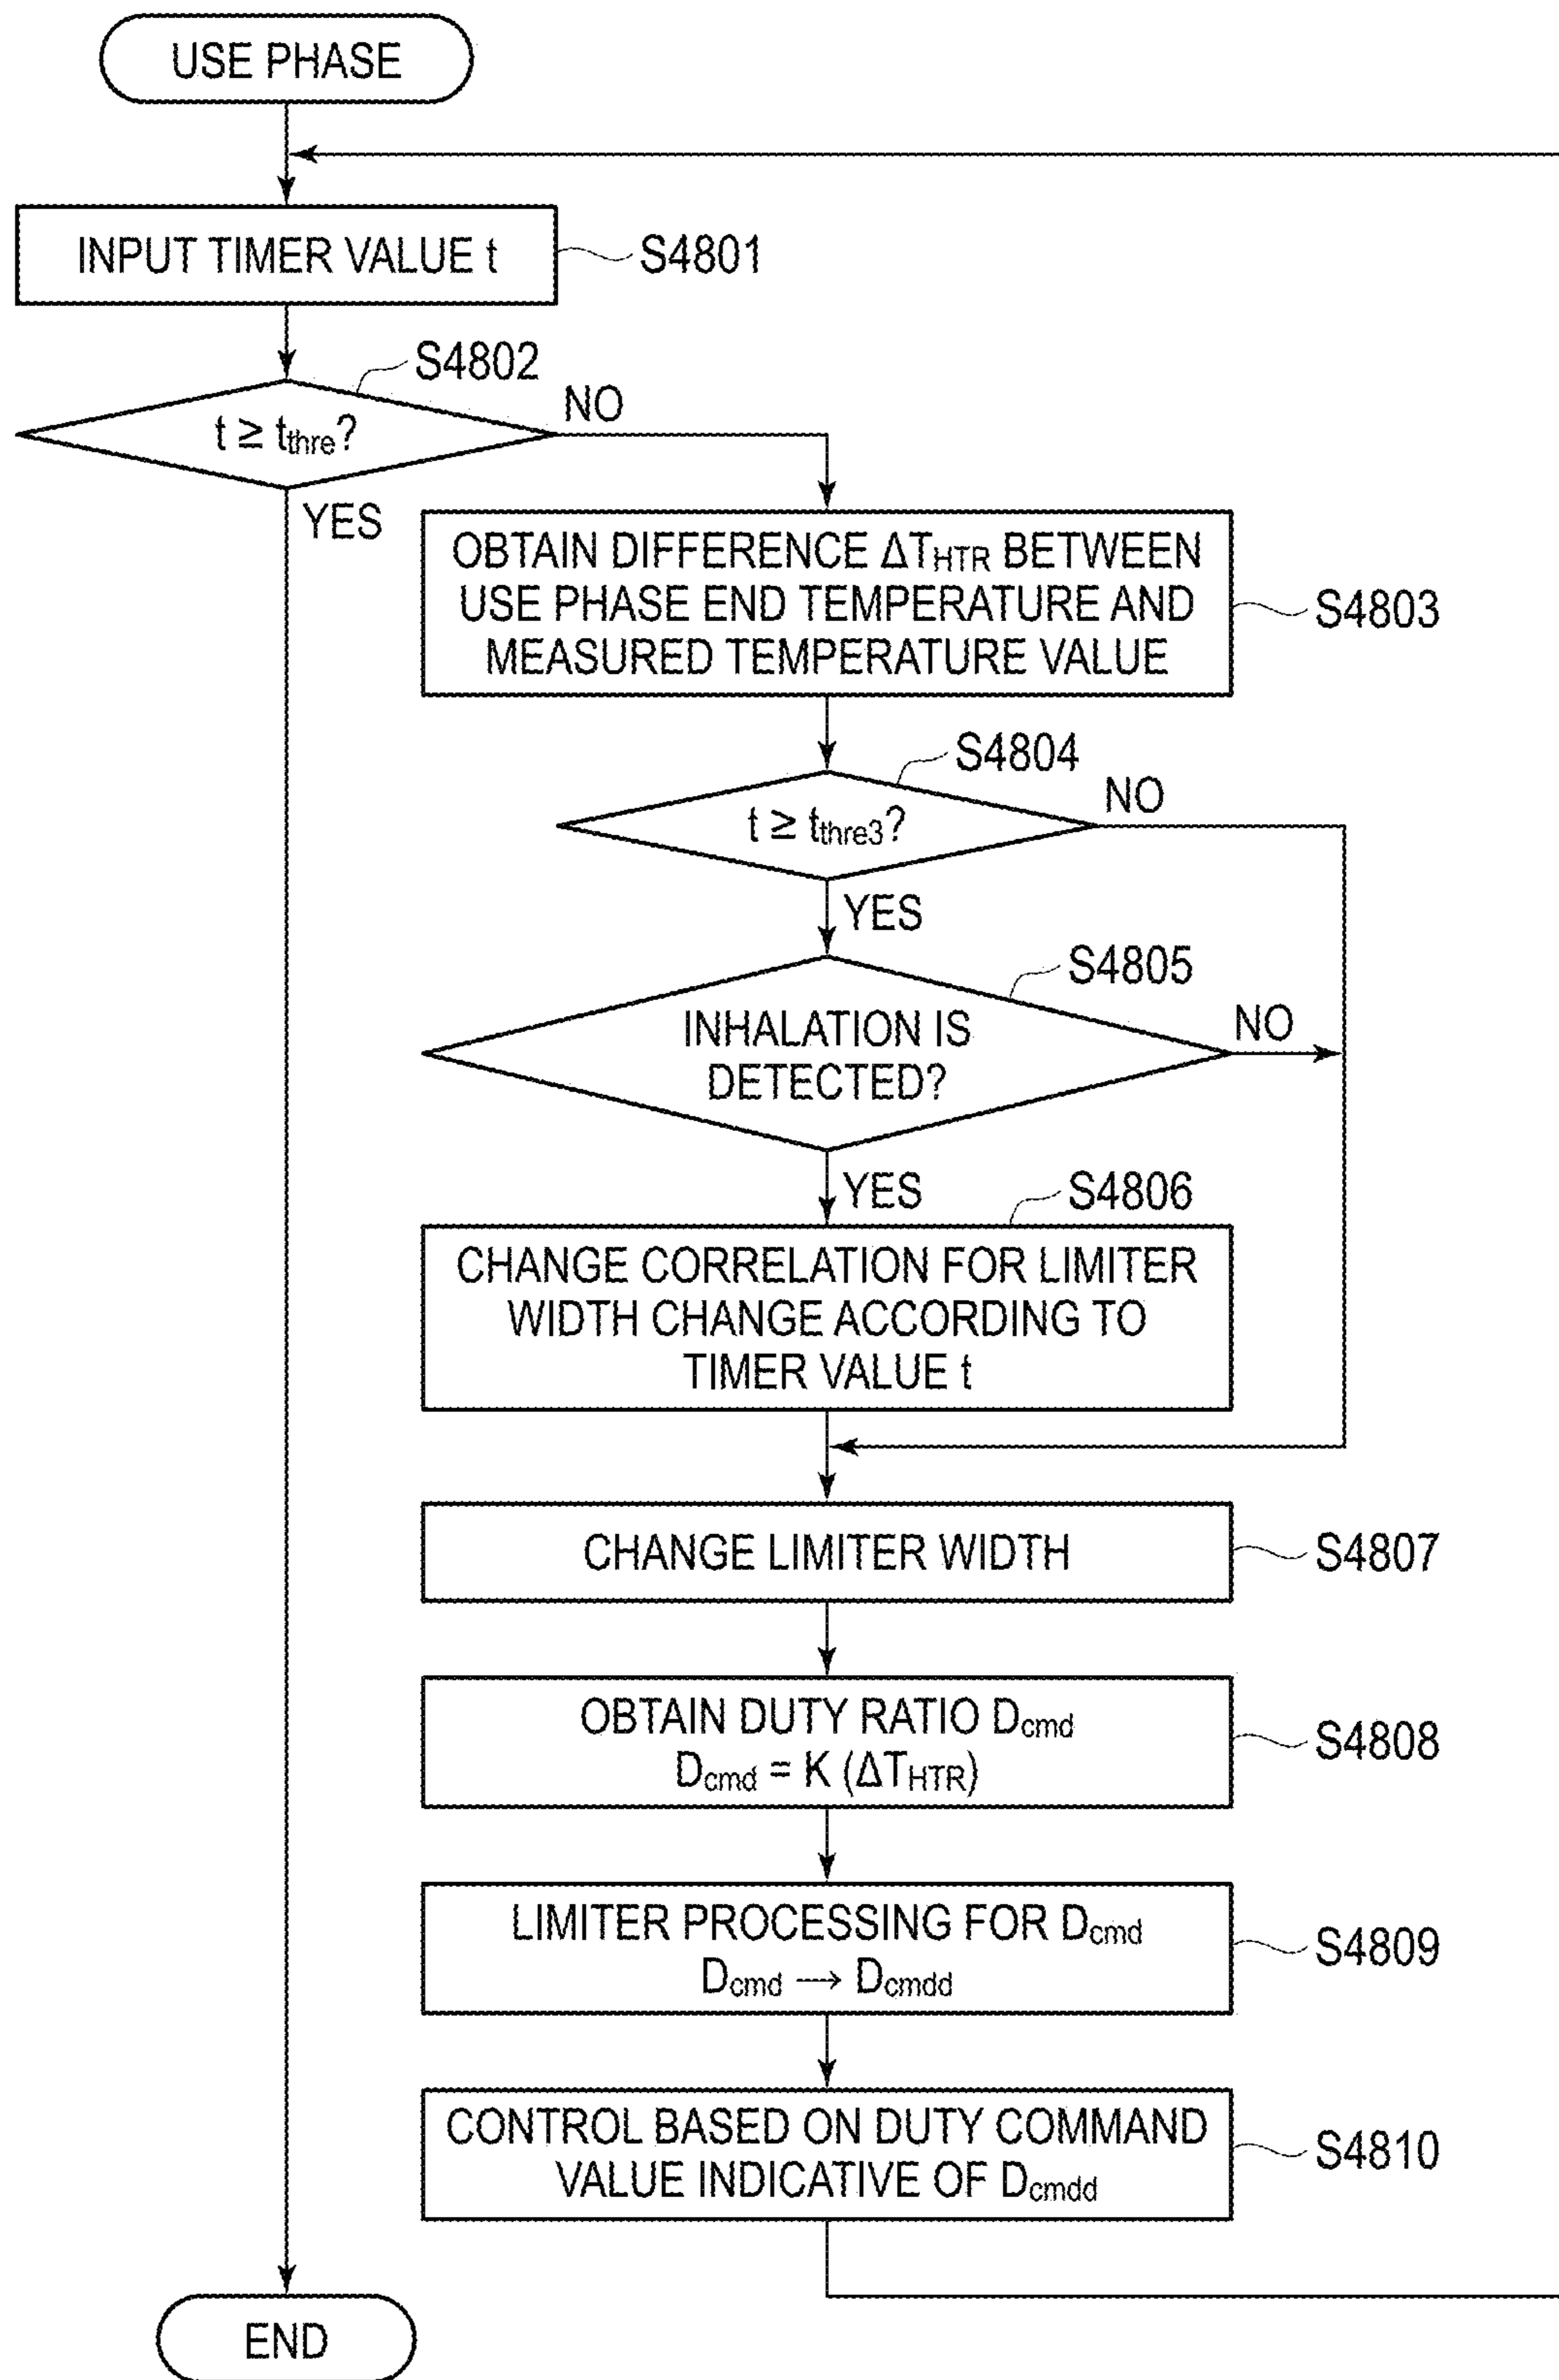 USE PHASE
INPUT TIMER VALUE t
S4801
S4802
t ≥ tthre?
NO
YES
OBTAIN DIFFERENCE ΔTHTR BETWEEN
USE PHASE END TEMPERATURE AND
MEASURED TEMPERATURE VALUE
S4803
S4804
t ≥ tthre3?
NO
YES
S4805
INHALATION IS
DETECTED?
NO
YES
S4806
CHANGE CORRELATION FOR LIMITER
WIDTH CHANGE ACCORDING TO
TIMER VALUE t
CHANGE LIMITER WIDTH
S4807
OBTAIN DUTY RATIO Dcmd
Dcmd = K (ΔTHTR)
S4808
LIMITER PROCESSING FOR Dcmd
Dcmd → Dcmdd
S4809
CONTROL BASED ON DUTY COMMAND
VALUE INDICATIVE OF Dcmdd
S4810
END